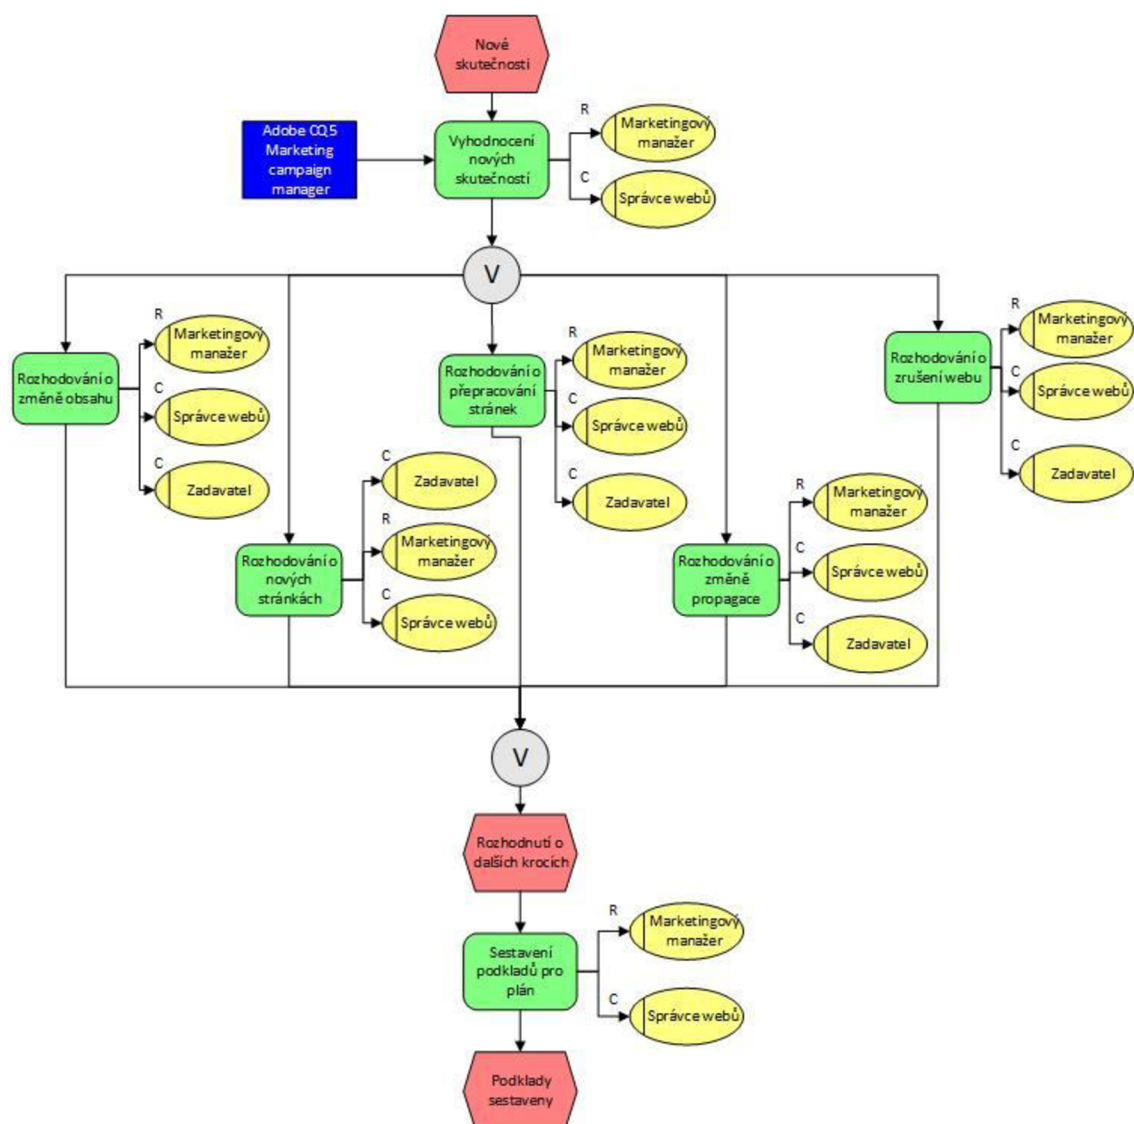 Nové
skutečnosti
Adobe CQ5
Marketing
campaign
manager
Vyhodnocení
nových
skutečností
R
Marketingový
manažer
C
Správce webů
V
Rozhodování o
změně obsahu
R
Marketingový
manažer
C
Správce webů
C
Zadavatel
Rozhodování o
nových
stránkách
C
Zadavatel
R
Marketingový
manažer
C
Správce webů
Rozhodování o
přepracování
stránek
R
Marketingový
manažer
C
Správce webů
C
Zadavatel
Rozhodování o
změně
propagace
R
Marketingový
manažer
C
Správce webů
C
Zadavatel
Rozhodování o
zrušení webu
R
Marketingový
manažer
C
Správce webů
C
Zadavatel
V
Rozhodnutí o
dalších krocích
Sestavení
podkladů pro
plán
R
Marketingový
manažer
C
Správce webů
Podklady
sestaveny